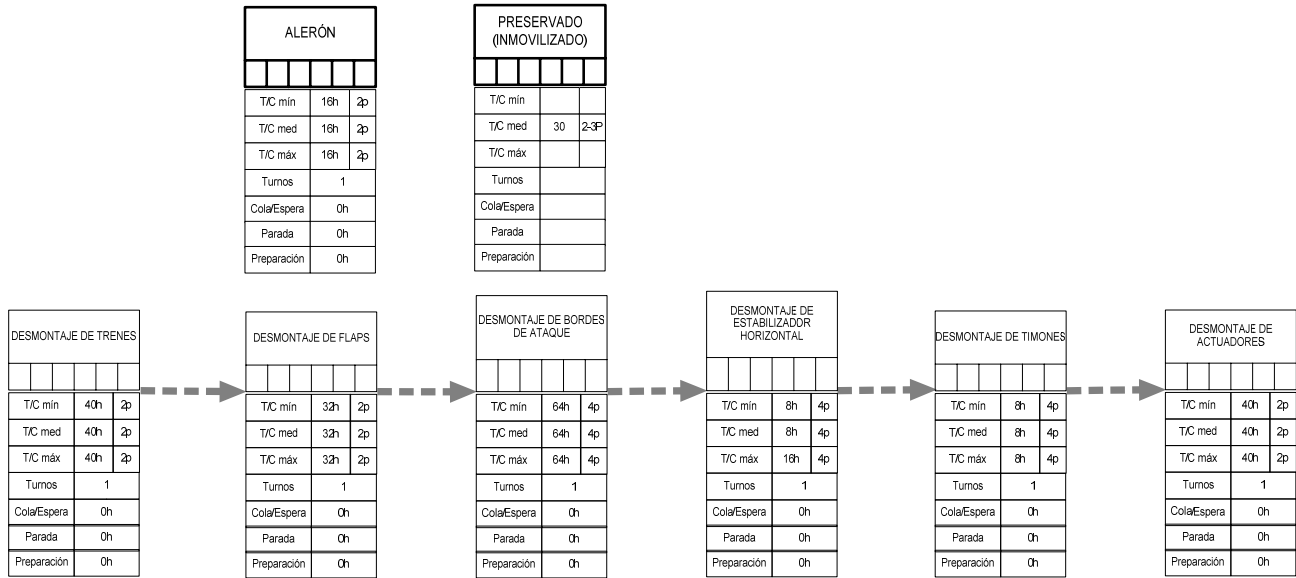 ALERÓN
T/C mín 16h 2p
T/C med 16h 2p
T/C máx 16h 2p
Turnos 1
Cola/Espera 0h
Parada 0h
Preparación 0h
PRESERVADO
(INMOVILIZADO)
T/C mín
T/C med 30 2-3P
T/C máx
Turnos
Cola/Espera
Parada
Preparación
DESMONTAJE DE TRENES
T/C mín 40h 2p
T/C med 40h 2p
T/C máx 40h 2p
Turnos 1
Cola/Espera 0h
Parada 0h
Preparación 0h
DESMONTAJE DE FLAPS
T/C mín 32h 2p
T/C med 32h 2p
T/C máx 32h 2p
Turnos 1
Cola/Espera 0h
Parada 0h
Preparación 0h
DESMONTAJE DE BORDES
DE ATAQUE
T/C mín 64h 4p
T/C med 64h 4p
T/C máx 64h 4p
Turnos 1
Cola/Espera 0h
Parada 0h
Preparación 0h
DESMONTAJE DE
ESTABILIZADOR
HORIZONTAL
T/C mín 8h 4p
T/C med 8h 4p
T/C máx 16h 4p
Turnos 1
Cola/Espera 0h
Parada 0h
Preparación 0h
DESMONTAJE DE TIMONES
T/C mín 8h 4p
T/C med 8h 4p
T/C máx 8h 4p
Turnos 1
Cola/Espera 0h
Parada 0h
Preparación 0h
DESMONTAJE DE
ACTUADORES
T/C mín 40h 2p
T/C med 40h 2p
T/C máx 40h 2p
Turnos 1
Cola/Espera 0h
Parada 0h
Preparación 0h